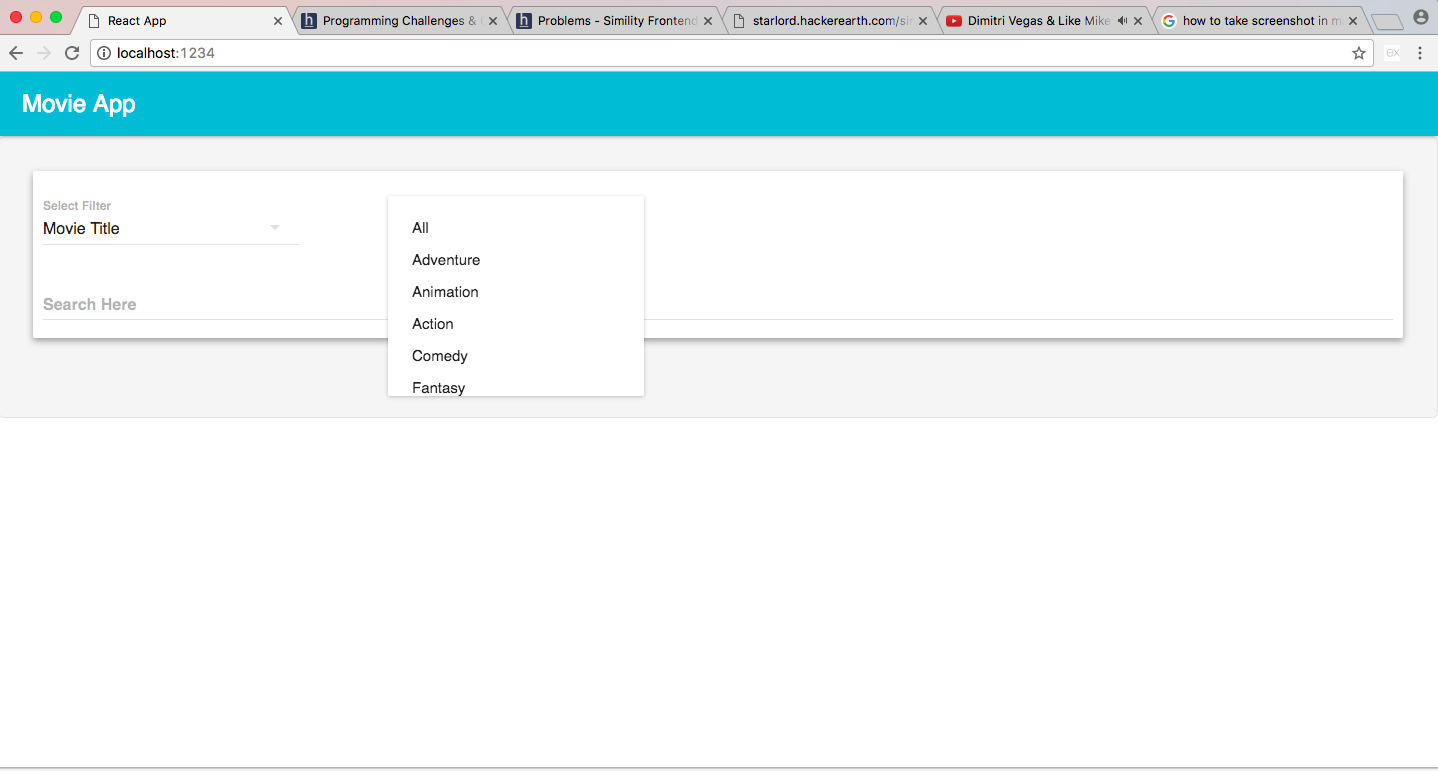 React App
Programming Challenges &
Problems - Simility Frontend
starlord.hackerearth.com/
Dimitri Vegas & Like Mike
how to take screenshot in
localhost:1234
ex
Movie App
Select Filter
Movie Title
Search Here
All
Adventure
Animation
Action
Comedy
Fantasy